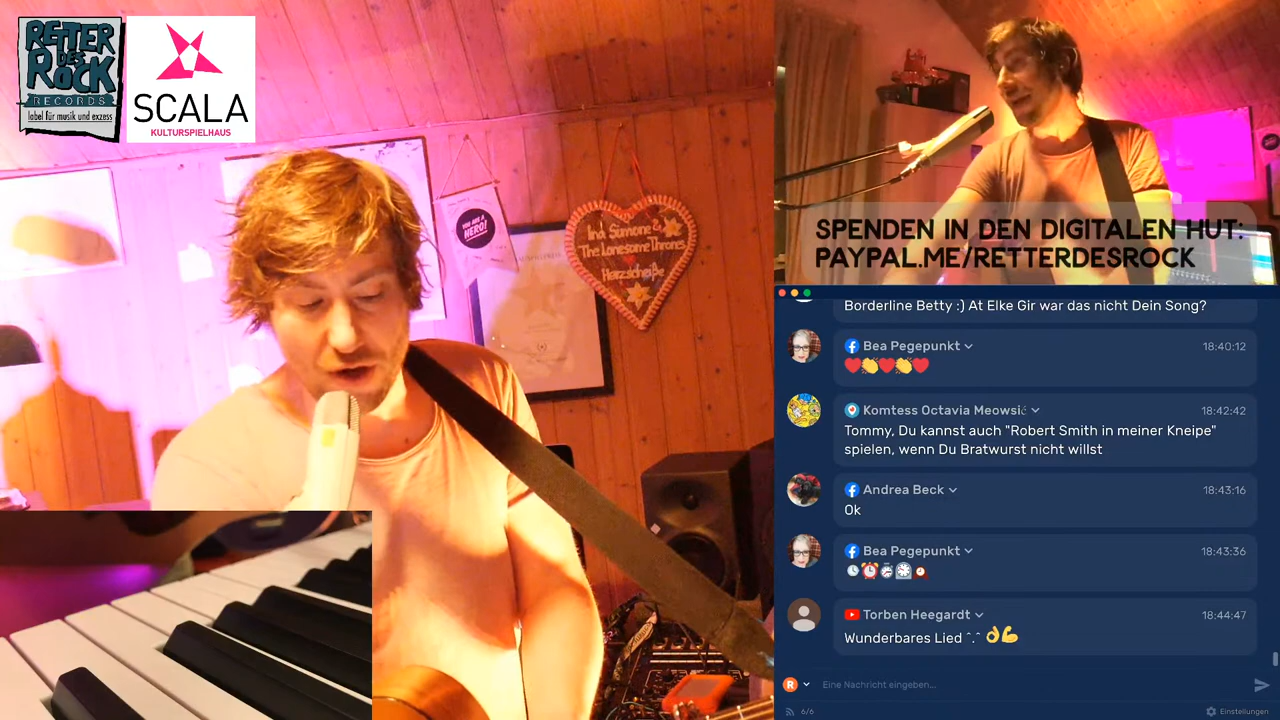 RETTER
DES
ROCK
RECORDS
label für musik und exzess
SCALA
KULTURSPIELHAUS
YOU ARE A
HERO!
Ina Simone &
The Lonesome Thrones
Herzscheiße
SPENDEN IN DEN DIGITALEN HUT:
PAYPAL.ME/RETTERDESROCK
Borderline Betty :) At Elke Gir war das nicht Dein Song?
Bea Pegepunkt 18:40:12
❤️👏❤️👏❤️
Komtess Octavia Meowsić 18:42:42
Tommy, Du kannst auch "Robert Smith in meiner Kneipe"
spielen, wenn Du Bratwurst nicht willst
Andrea Beck 18:43:16
Ok
Bea Pegepunkt 18:43:36
Torben Heegardt 18:44:47
Wunderbares Lied ^.^ 👌💪
R
Eine Nachricht eingeben...
6/6
Einstellungen